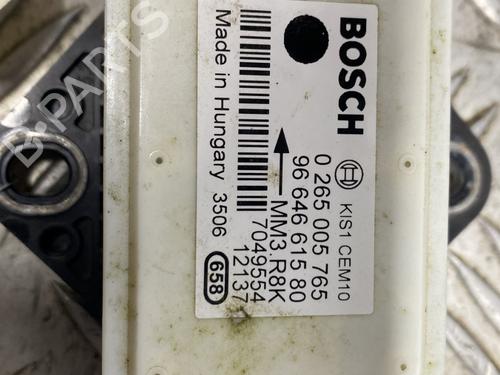 BOSCH
KIS1 CEM10
0 265 005 765
96 646 615 80
MM3.R8K
7049554
12137
Made in Hungary 3506
658